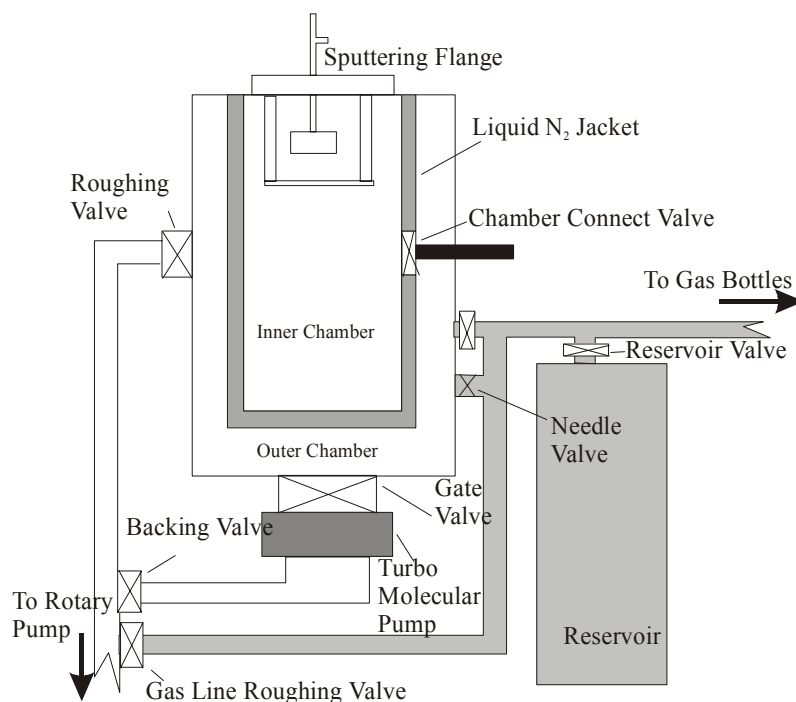 Sputtering Flange
Liquid N₂ Jacket
Roughing
Valve
Chamber Connect Valve
To Gas Bottles
Inner Chamber
Reservoir Valve
Needle
Valve
Outer Chamber
Gate
Valve
Backing Valve
Turbo
Molecular
Pump
To Rotary
Pump
Reservoir
Gas Line Roughing Valve